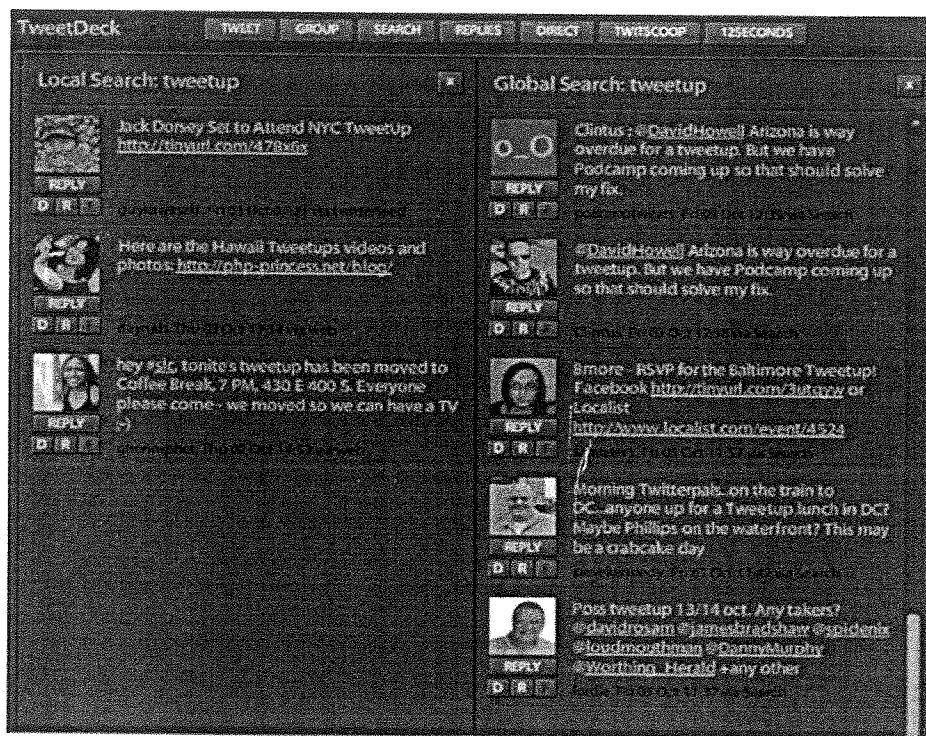 TweetDeck
TWEET
GROUP
SEARCH
REPLIES
DIRECT
TWITSCOOP
12SECONDS
Local Search: tweetup
x
Jack Dorsey Set to Attend NYC TweetUp
http://tinyurl.com/478x6x
REPLY
D R
Here are the Hawaii Tweetups videos and
photos: http://php-princess.net/blog/
REPLY
D R
hey #slc, tonite's tweetup has been moved to
Coffee Break, 7 PM, 430 E 400 S. Everyone
please come - we moved so we can have a TV
:-)
REPLY
D R
Global Search: tweetup
x
o_O
Clintus : @DavidHowell Arizona is way
overdue for a tweetup. But we have
Podcamp coming up so that should solve
my fix.
REPLY
D R
@DavidHowell Arizona is way overdue for a
tweetup. But we have Podcamp coming up
so that should solve my fix.
REPLY
D R
Bmore - RSVP for the Baltimore Tweetup!
Facebook http://tinyurl.com/3utqyw or
Localist
http://www.localist.com/event/4524
REPLY
D R
Morning Twitterpals..on the train to
DC...anyone up for a Tweetup lunch in DC?
Maybe Phillips on the waterfront? This may
be a crabcake day
REPLY
D R
Poss tweetup 13/14 oct. Any takers?
@davidrosam @jamesbradshaw @spidenix
@loudmouthman @DannyMurphy
@Worthing_Herald +any other
REPLY
D R